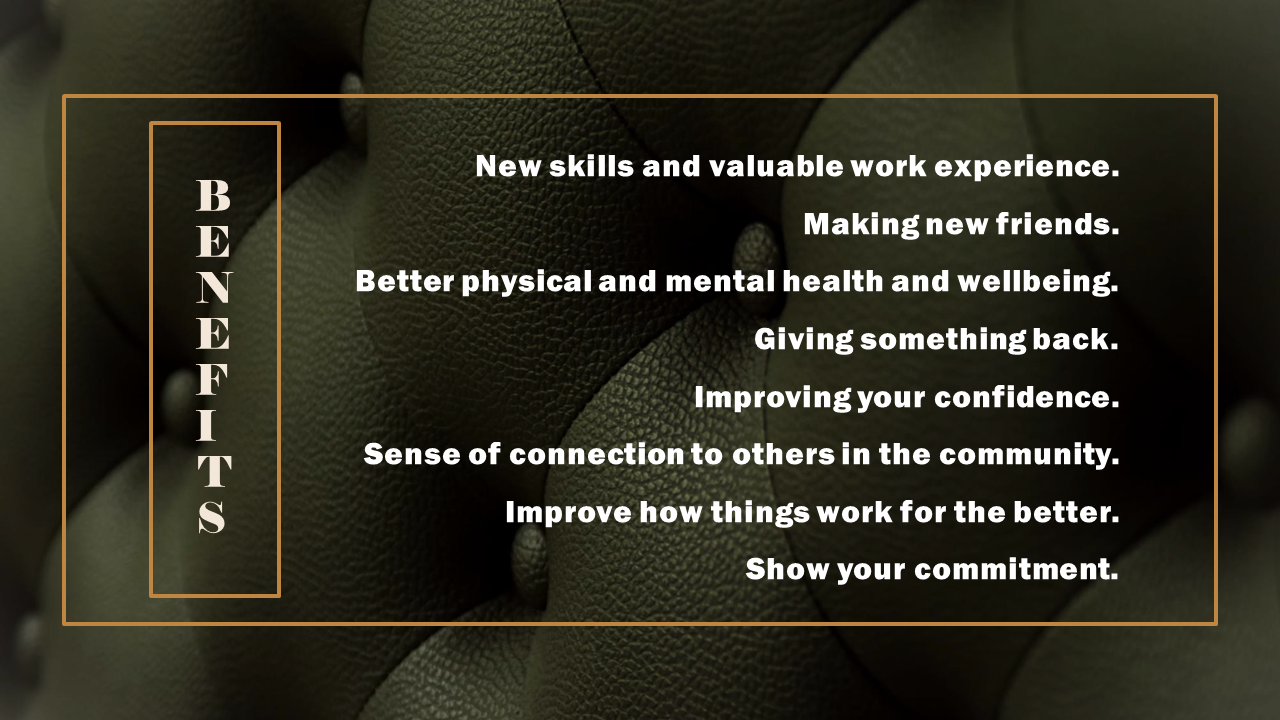 BENEFITS
New skills and valuable work experience.
Making new friends.
Better physical and mental health and wellbeing.
Giving something back.
Improving your confidence.
Sense of connection to others in the community.
Improve how things work for the better.
Show your commitment.